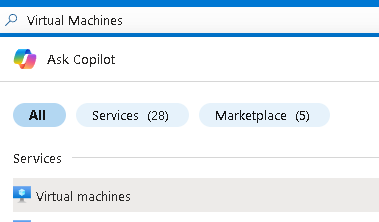 Virtual Machines
Ask Copilot
All Services (28) Marketplace (5)
Services
Virtual machines